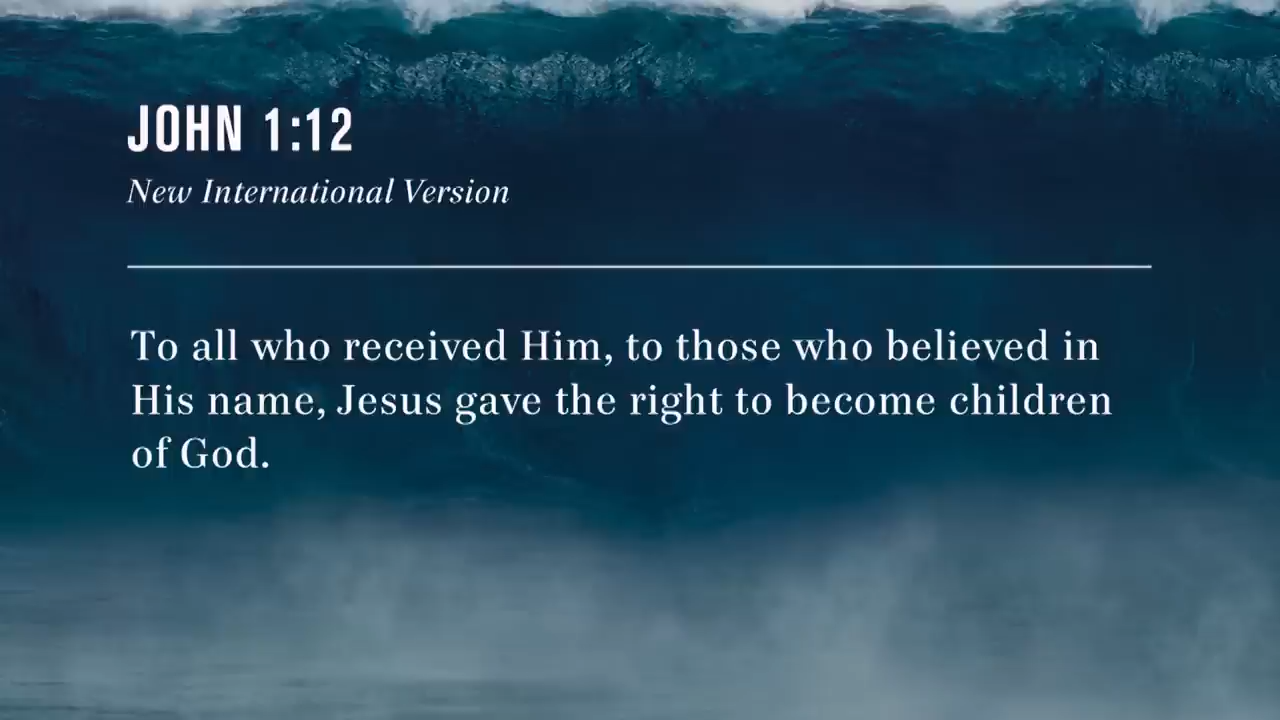 JOHN 1:12
New International Version
To all who received Him, to those who believed in
His name, Jesus gave the right to become children
of God.